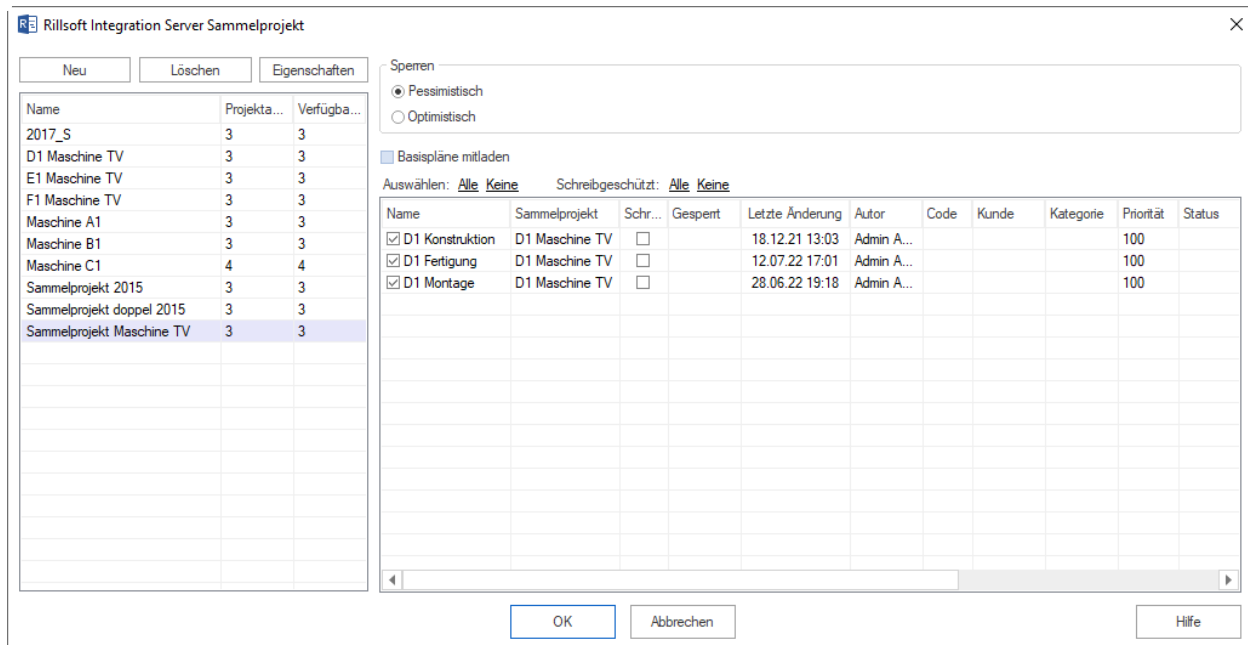 Rillsoft Integration Server Sammelprojekt
Neu Löschen Eigenschaften
Name Projekta... Verfügba...
2017_S 3 3
D1 Maschine TV 3 3
E1 Maschine TV 3 3
F1 Maschine TV 3 3
Maschine A1 3 3
Maschine B1 3 3
Maschine C1 4 4
Sammelprojekt 2015 3 3
Sammelprojekt doppel 2015 3 3
Sammelprojekt Maschine TV 3 3
Sperren
Pessimistisch
Optimistisch
Basispläne mitladen
Auswählen: Alle Keine Schreibgeschützt: Alle Keine
Name Sammelprojekt Schr... Gesperrt Letzte Änderung Autor Code Kunde Kategorie Priorität Status
D1 Konstruktion D1 Maschine TV 18.12.21 13:03 Admin A... 100
D1 Fertigung D1 Maschine TV 12.07.22 17:01 Admin A... 100
D1 Montage D1 Maschine TV 28.06.22 19:18 Admin A... 100
OK Abbrechen Hilfe